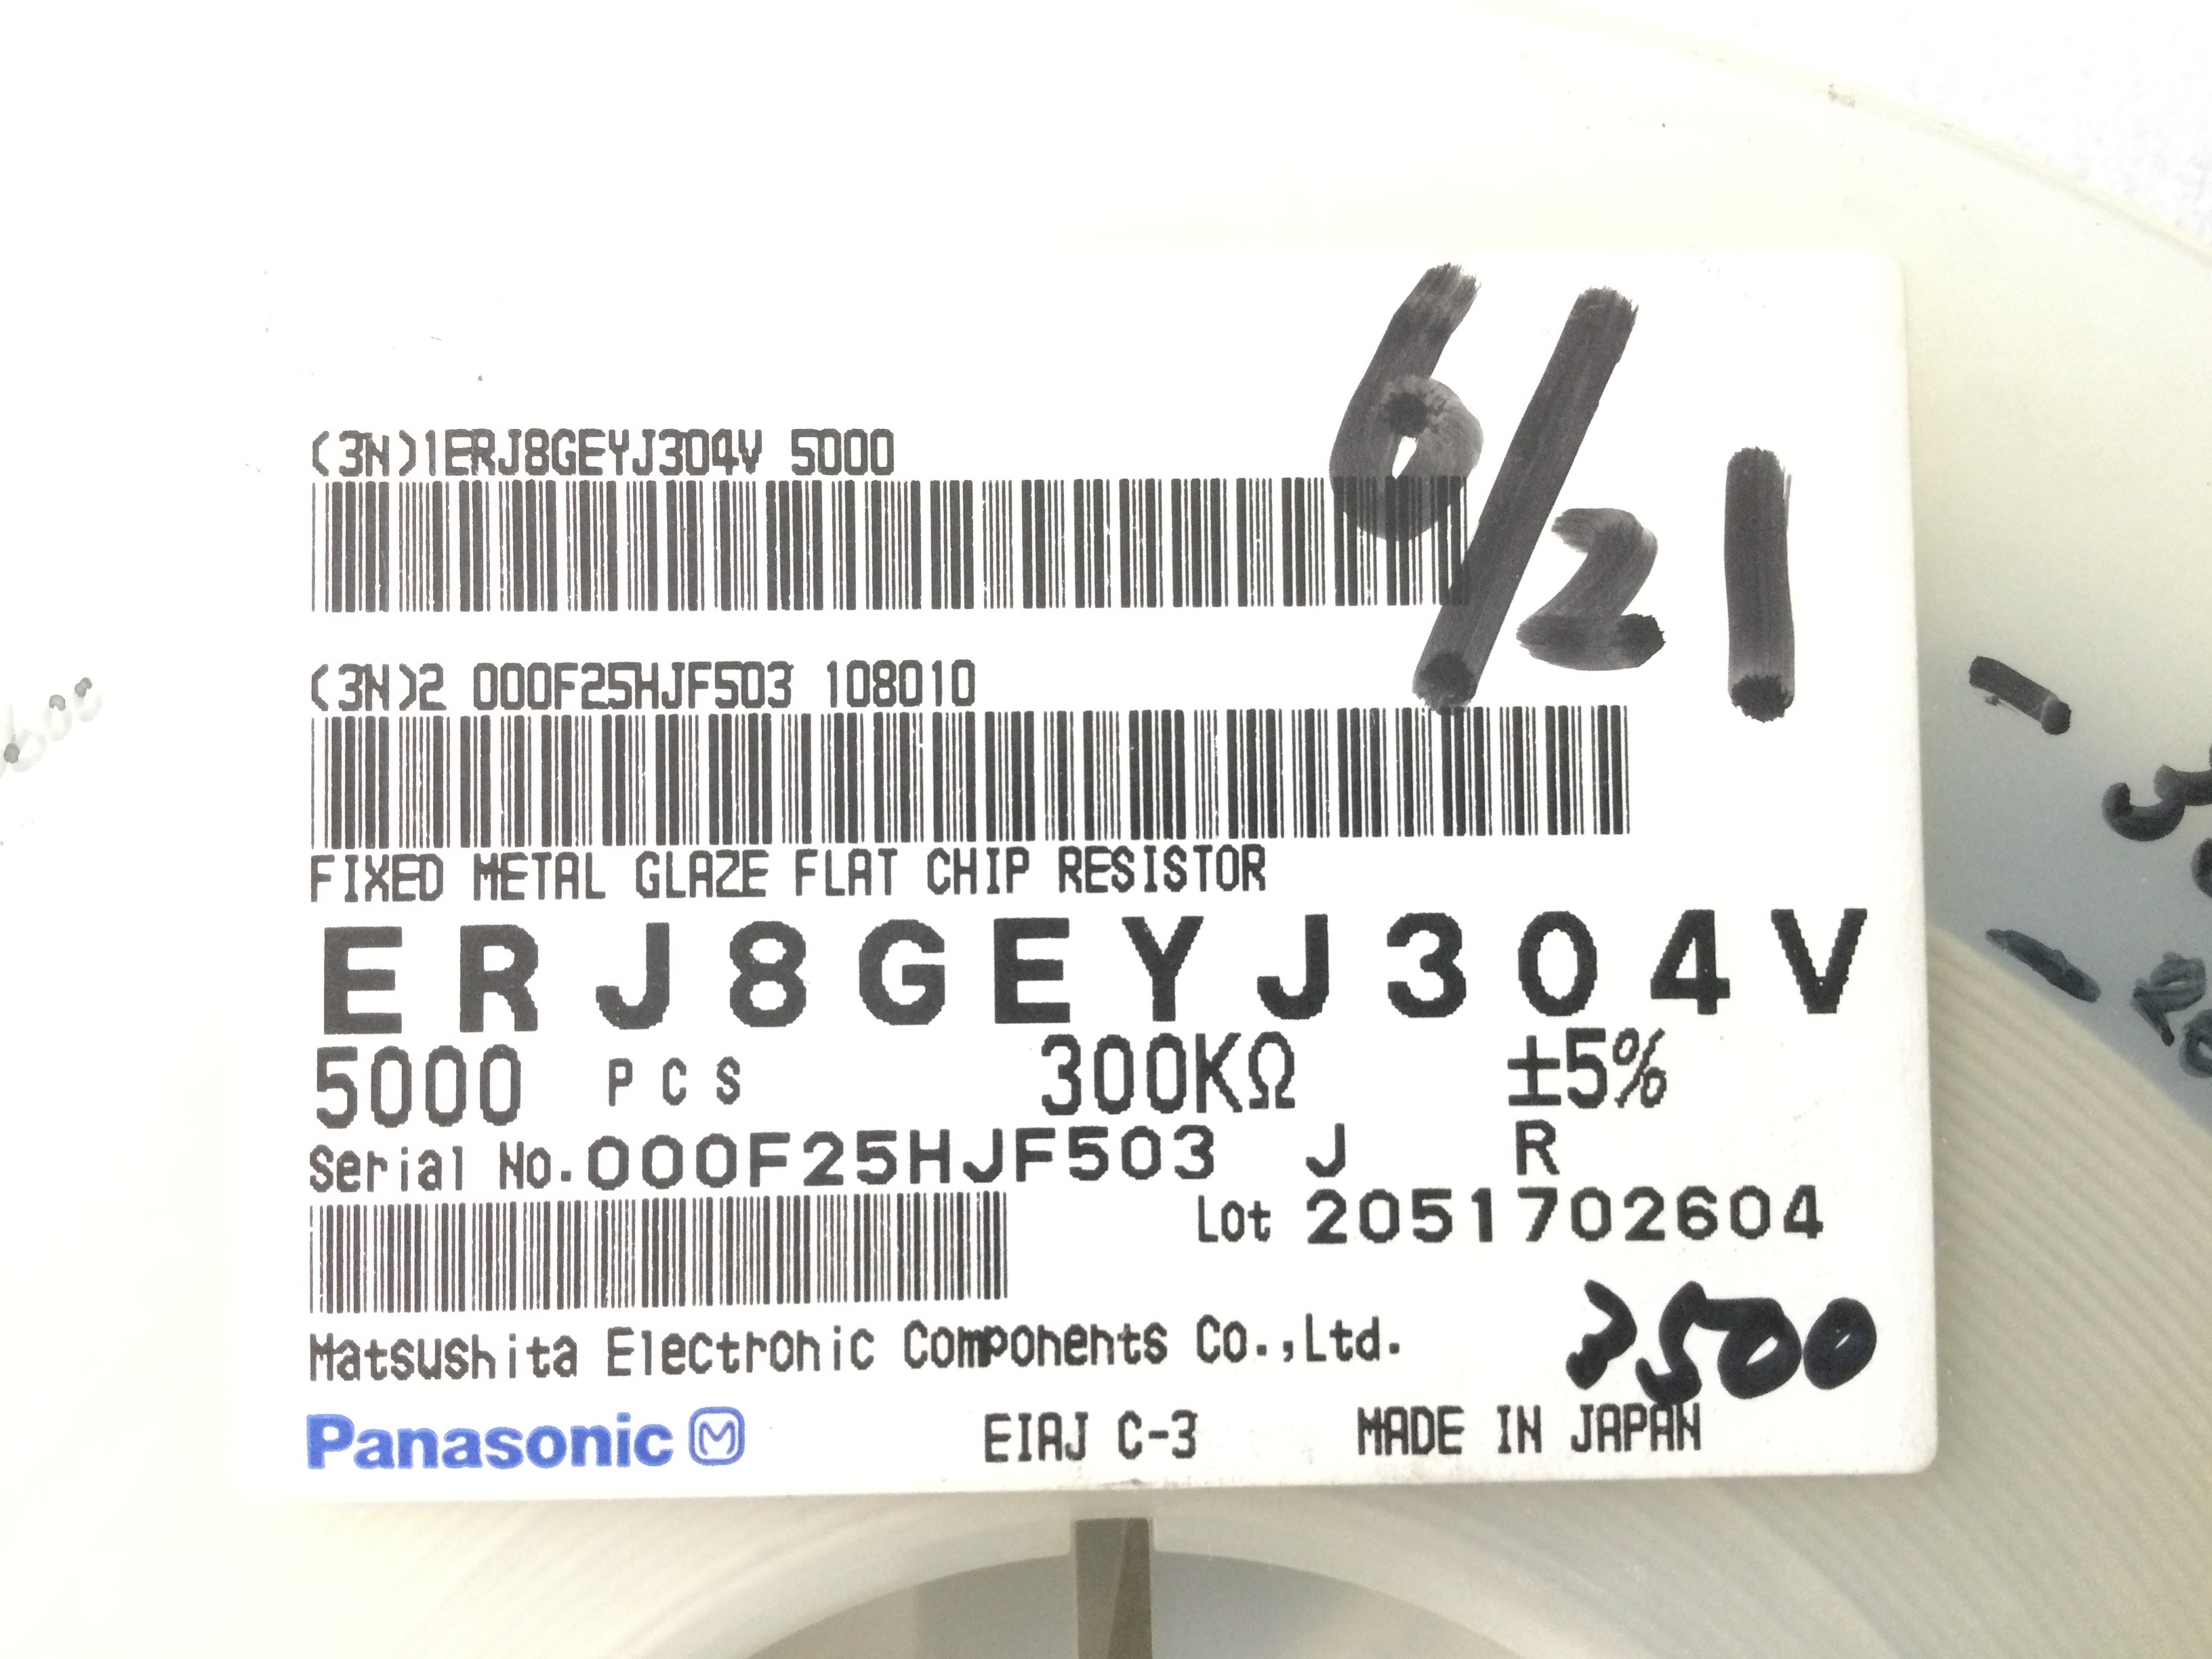 6/21
(3N)1ERJ8GEYJ304V 5000
(3N)2 000F25HJF503 108010
FIXED METAL GLAZE FLAT CHIP RESISTOR
ERJ8GEYJ304V
5000 PCS 300KΩ ±5%
Serial No.000F25HJF503 J R
Lot 2051702604
Matsushita Electronic Components Co.,Ltd.
Panasonic M EIAJ C-3 MADE IN JAPAN